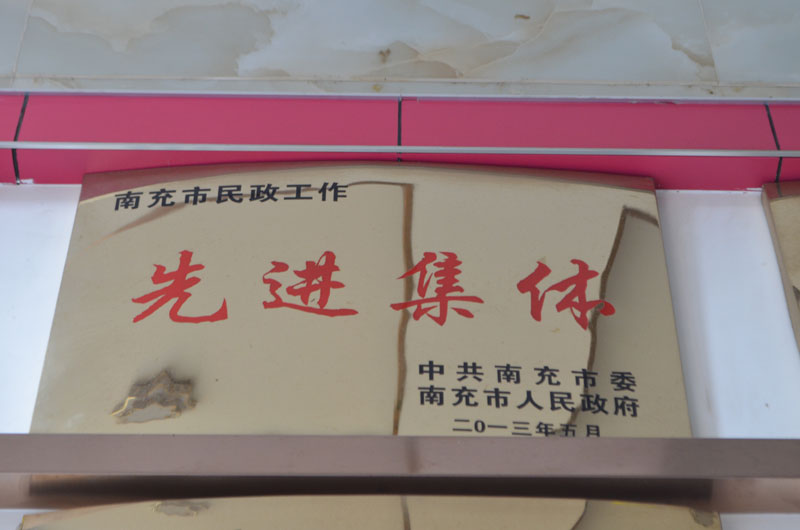 南充市民政工作
先进集体
中共南充市委
南充市人民政府
二0一三年五月